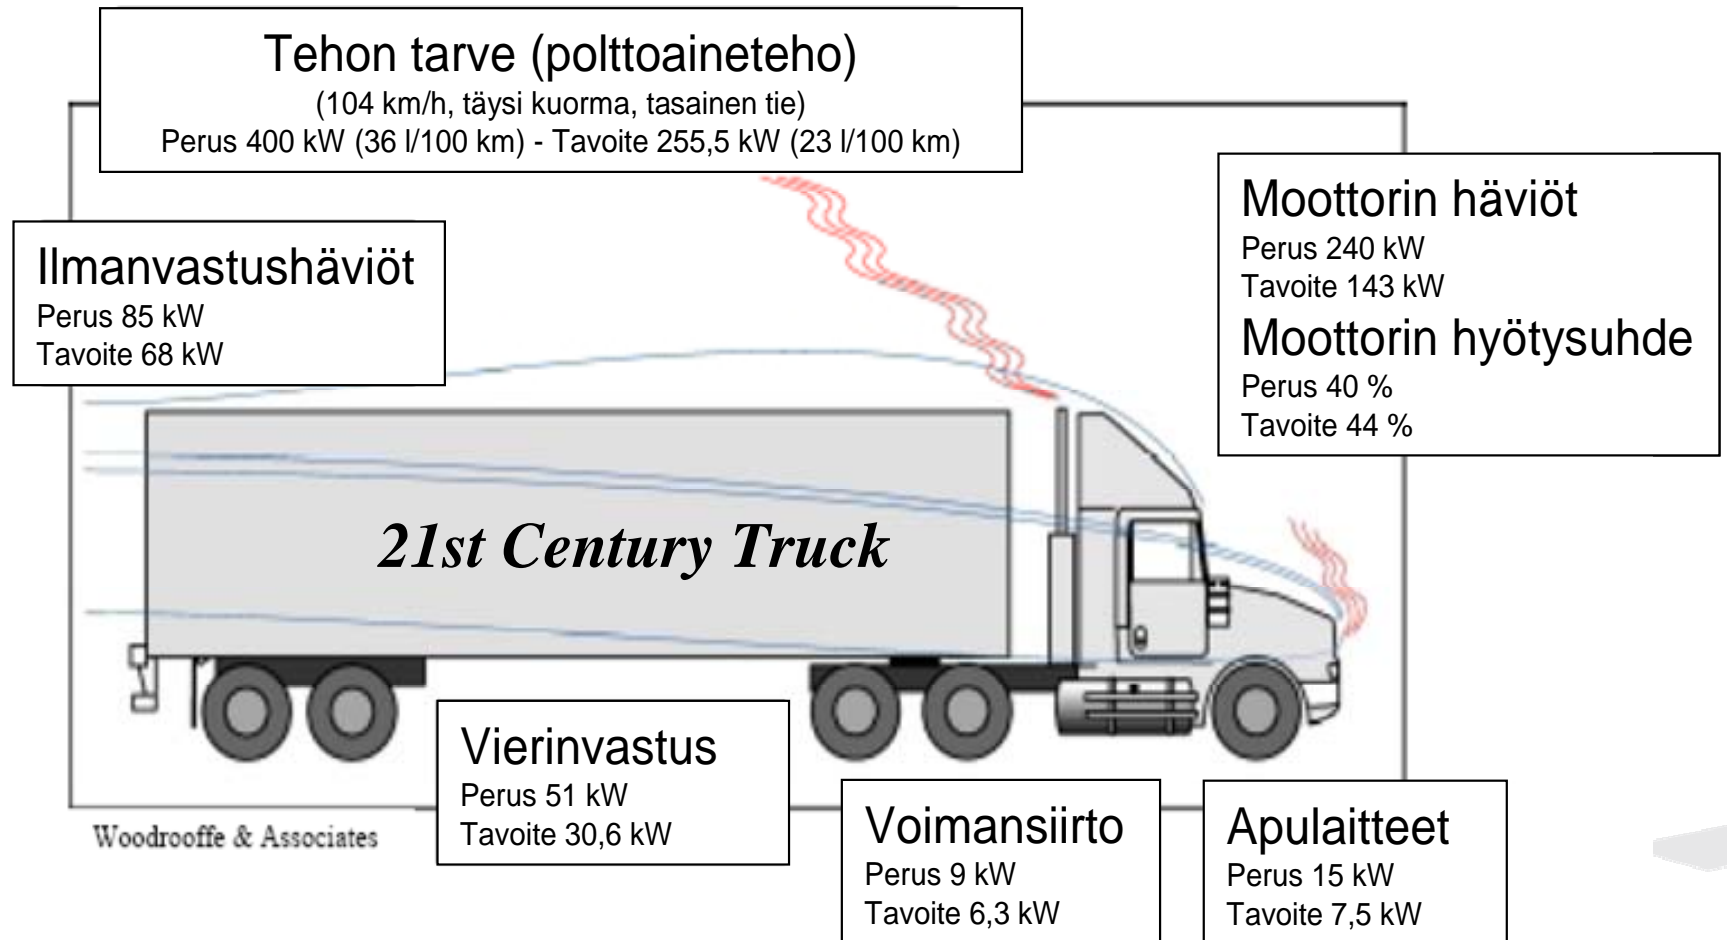 Tehon tarve (polttoaineteho)
(104 km/h, täysi kuorma, tasainen tie)
Perus 400 kW (36 l/100 km) - Tavoite 255,5 kW (23 l/100 km)
Ilmanvastushäviöt
Perus 85 kW
Tavoite 68 kW
Moottorin häviöt
Perus 240 kW
Tavoite 143 kW
Moottorin hyötysuhde
Perus 40 %
Tavoite 44 %
21st Century Truck
Vierinvastus
Perus 51 kW
Tavoite 30,6 kW
Woodrooffe & Associates
Voimansiirto
Perus 9 kW
Tavoite 6,3 kW
Apulaitteet
Perus 15 kW
Tavoite 7,5 kW